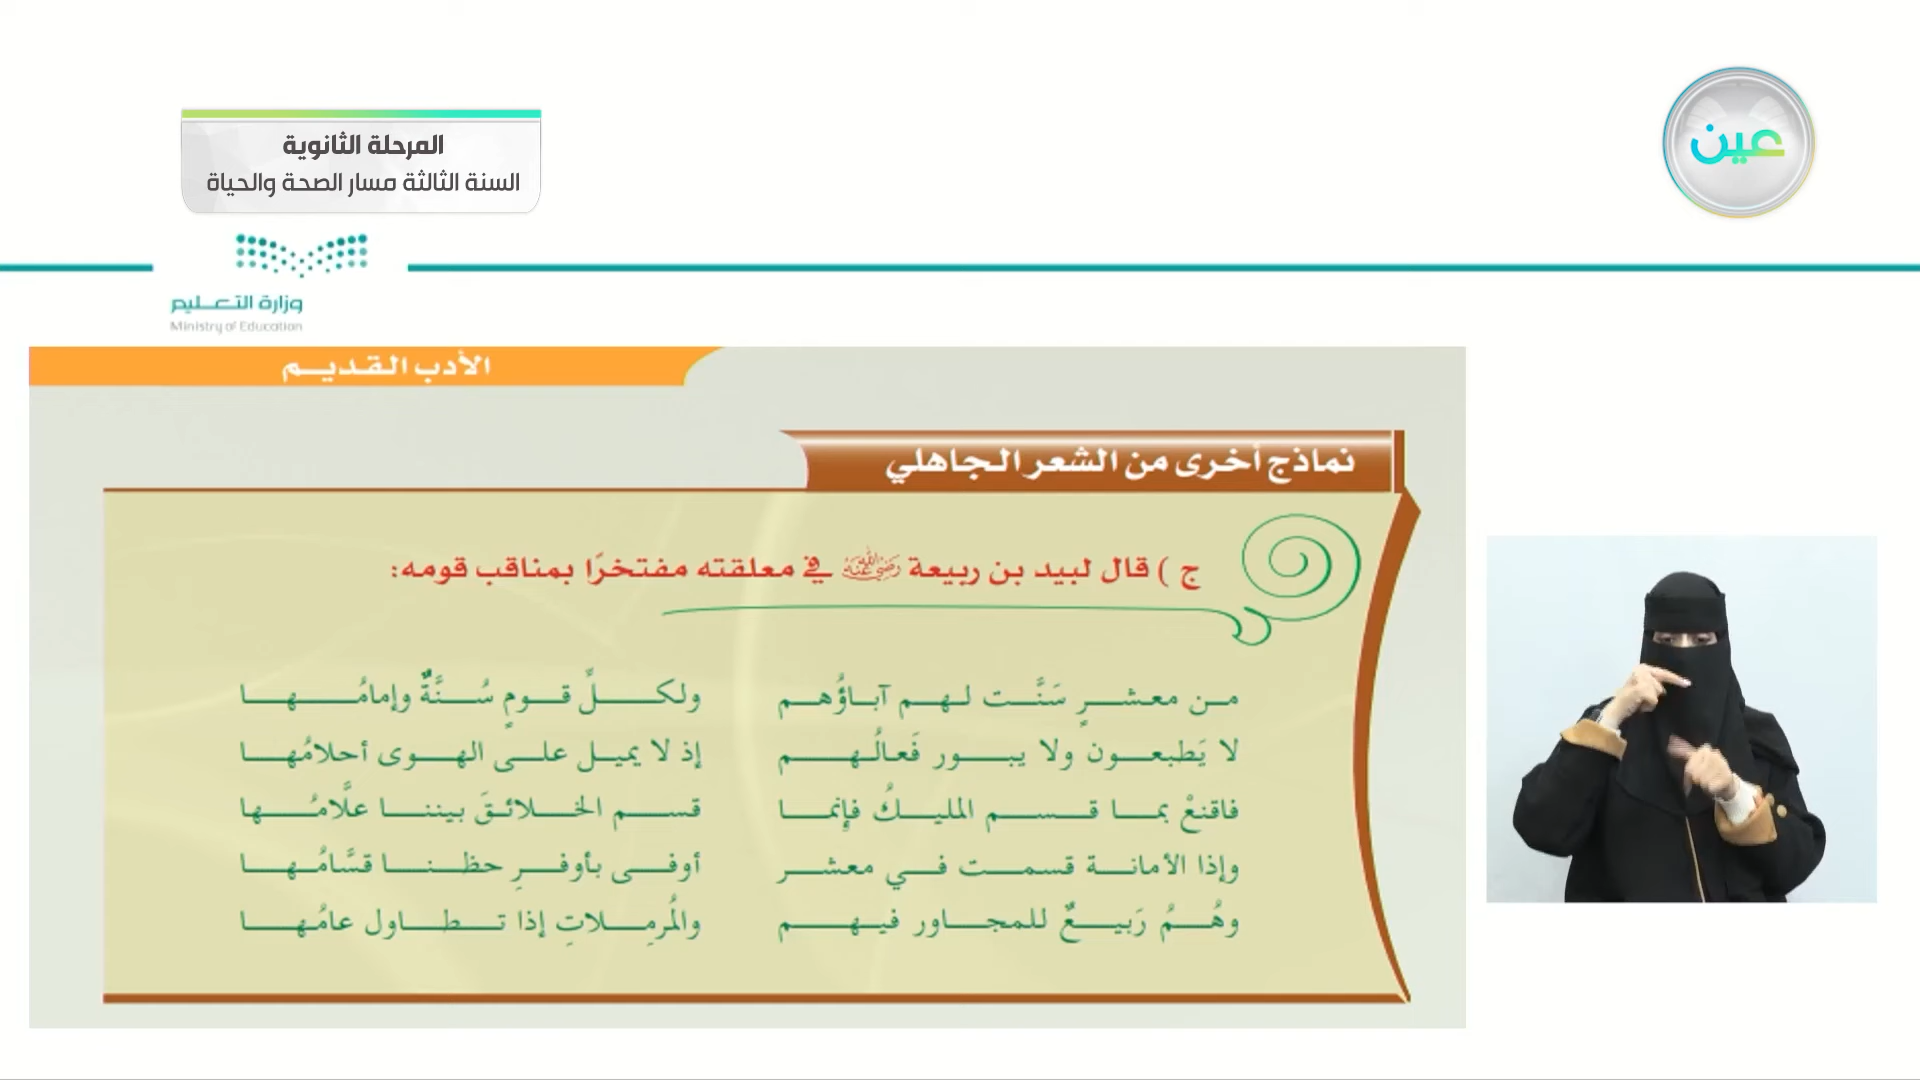 عين
المرحلة الثانوية
السنة الثالثة مسار الصحة والحياة
وزارة التعليم
Ministry of Education
الأدب القديم
نماذج أخرى من الشعر الجاهلي
ج ) قال لبيد بن ربيعة رضي الله عنه في معلقته مفتخرًا بمناقب قومه:
من معشرٍ سَنَّت لهم آباؤُهم ولكلِّ قومٍ سُنَّةٌ وإمامُها
لا يَطبعون ولا يبور فَعالُهم إذ لا يميل على الهوى أحلامُها
فاقنعْ بما قسم المليكُ فإنما قسم الخلائقَ بيننا علَّامُها
وإذا الأمانة قسمت في معشر أوفى بأوفرِ حظنا قسَّامُها
وهُمُ رَبيعٌ للمجاور فيهم والمُرمِلاتِ إذا تطاول عامُها